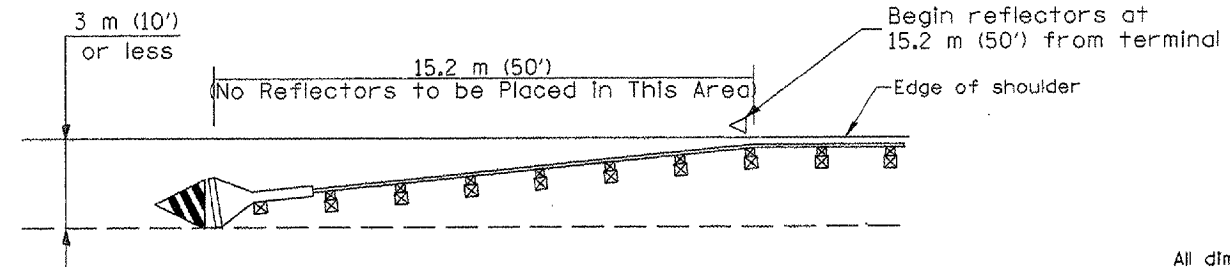 3 m (10')
or less
Begin reflectors at
15.2 m (50') from terminal
15.2 m (50')
(No Reflectors to be Placed in This Area)
Edge of shoulder
All dim